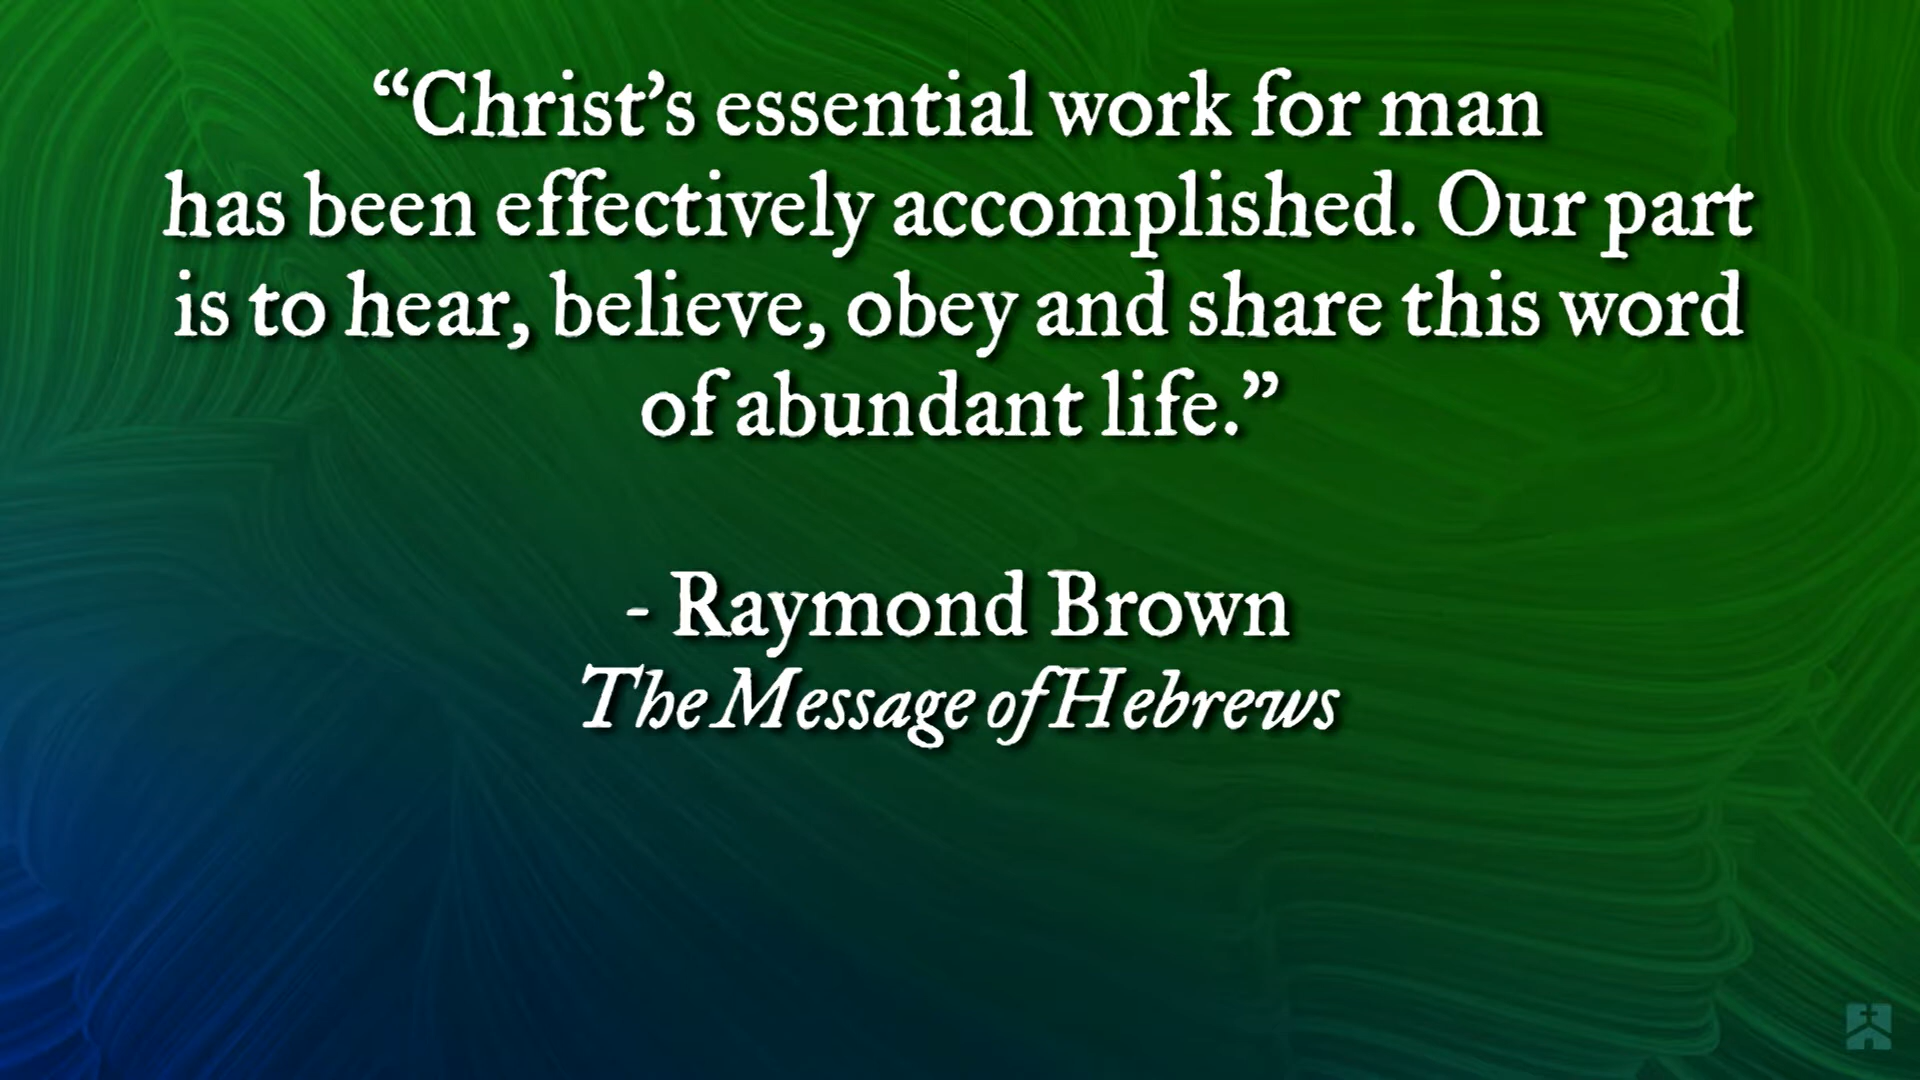 “Christ’s essential work for man
has been effectively accomplished. Our part
is to hear, believe, obey and share this word
of abundant life.”
- Raymond Brown
The Message of Hebrews